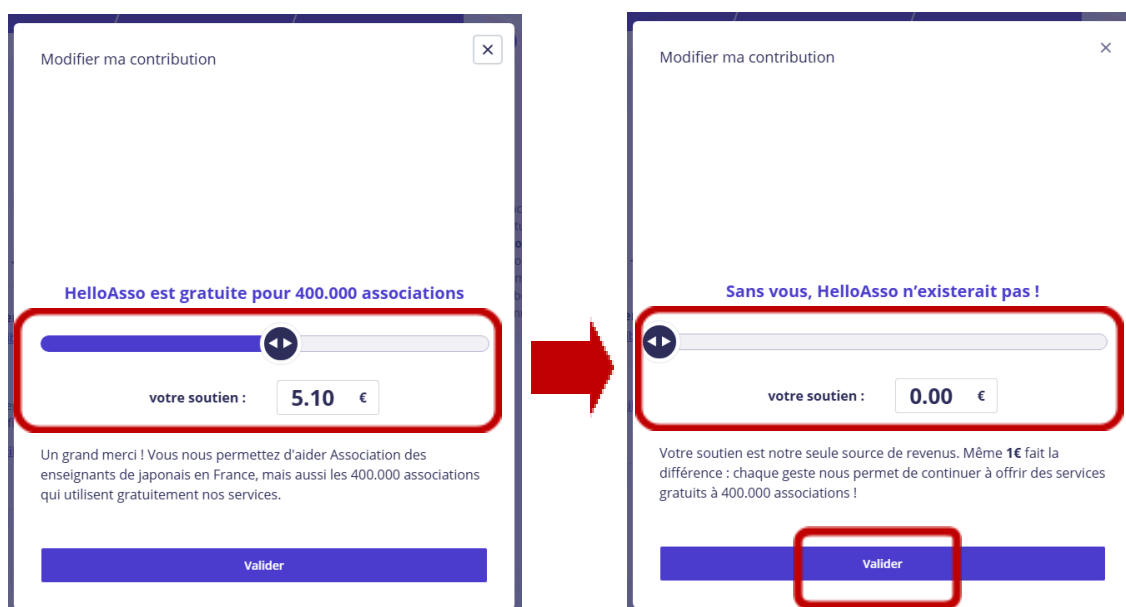 Modifier ma contribution
HelloAsso est gratuite pour 400.000 associations
votre soutien : 5.10 €
Un grand merci ! Vous nous permettez d'aider Association des
enseignants de japonais en France, mais aussi les 400.000 associations
qui utilisent gratuitement nos services.
Valider
Modifier ma contribution
Sans vous, HelloAsso n’existerait pas !
votre soutien : 0.00 €
Votre soutien est notre seule source de revenus. Même 1€ fait la
différence : chaque geste nous permet de continuer à offrir des services
gratuits à 400.000 associations !
Valider